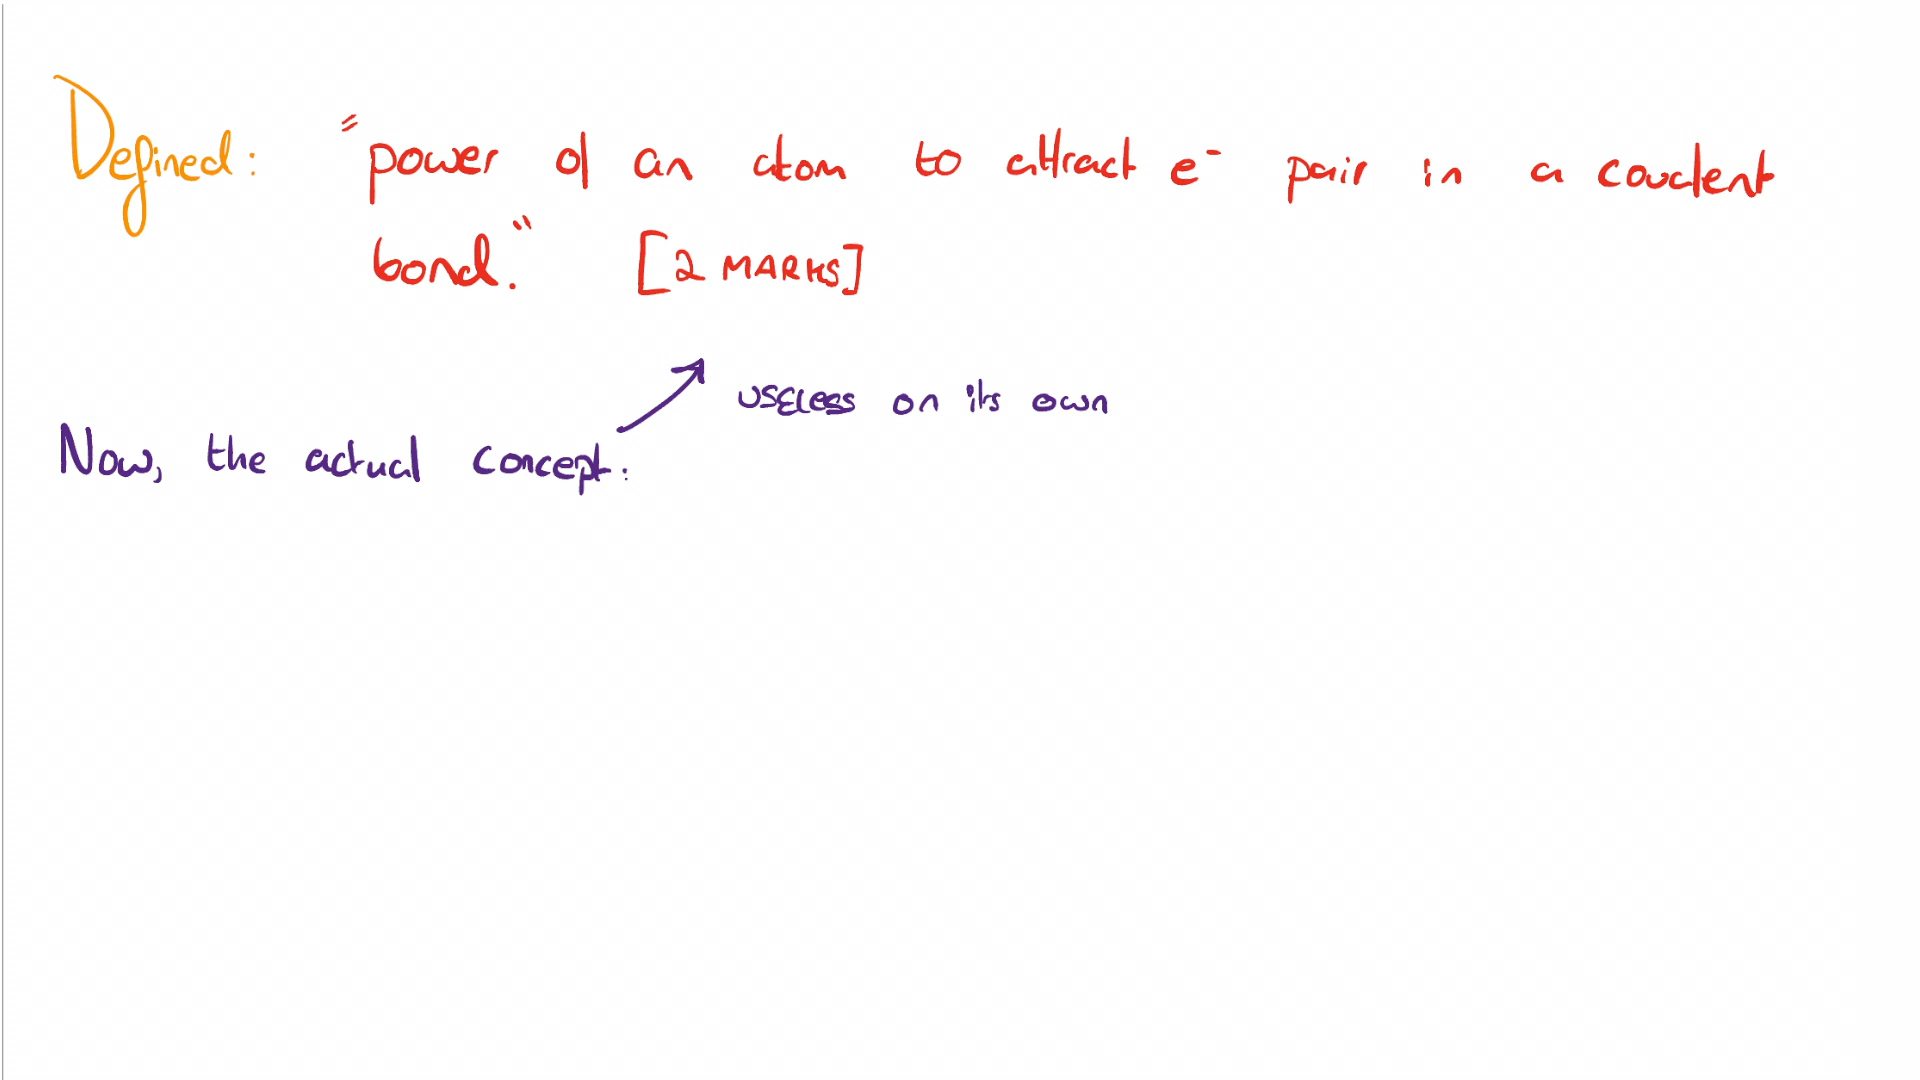 Defined: "power of an atom to attract e⁻ pair in a covalent
bond." [2 MARKS]
useless on its own
Now, the actual concept: